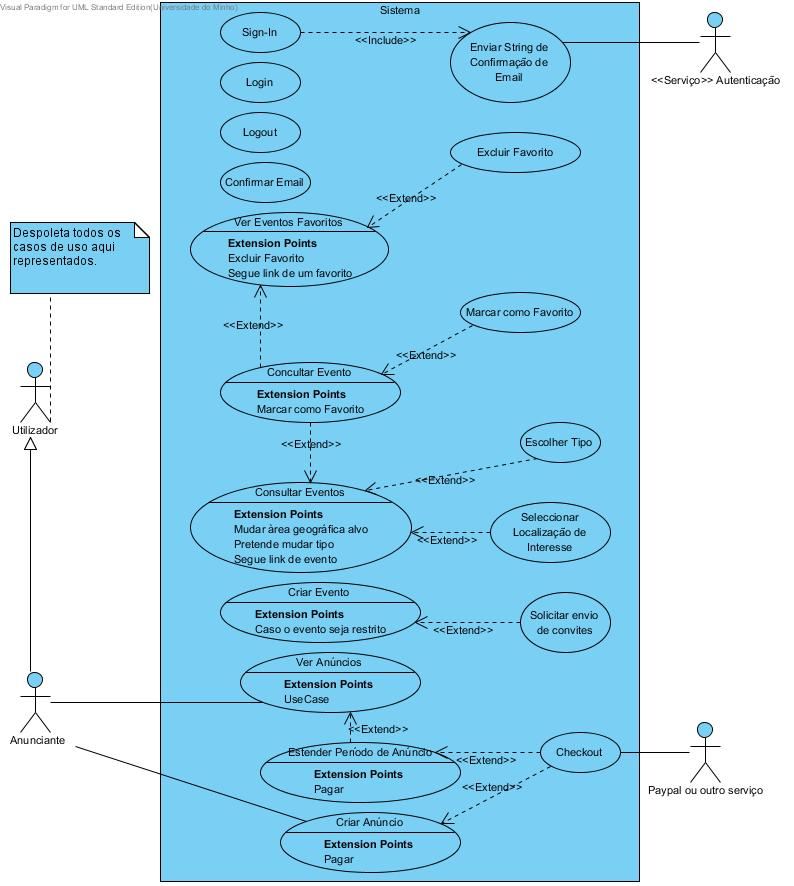 Visual Paradigm for UML Standard Edition(Universidade do Minho)
Sistema
Sign-In
<<Include>>
Enviar String de
Confirmação de
Email
<<Serviço>> Autenticação
Login
Logout
Confirmar Email
Excluir Favorito
<<Extend>>
Ver Eventos Favoritos
Extension Points
Excluir Favorito
Segue link de um favorito
Despoleta todos os
casos de uso aqui
representados.
<<Extend>>
Marcar como Favorito
<<Extend>>
Concultar Evento
Extension Points
Marcar como Favorito
Utilizador
<<Extend>>
Escolher Tipo
<<Extend>>
Consultar Eventos
Extension Points
Mudar àrea geográfica alvo
Pretende mudar tipo
Segue link de evento
Seleccionar
Localização de
Interesse
<<Extend>>
Criar Evento
Extension Points
Caso o evento seja restrito
Solicitar envio
de convites
<<Extend>>
Ver Anúncios
Extension Points
UseCase
Anunciante
<<Extend>>
Estender Período de Anúncio
Extension Points
Pagar
<<Extend>>
Checkout
<<Extend>>
Paypal ou outro serviço
Criar Anúncio
Extension Points
Pagar